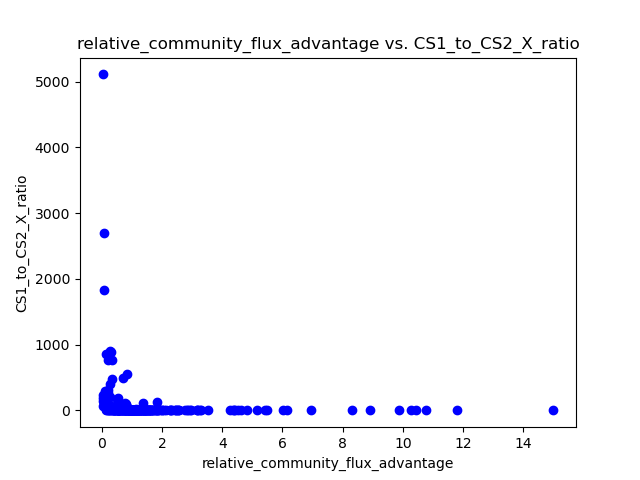 relative_community_flux_advantage vs. CS1_to_CS2_X_ratio
5000
4000
3000
2000
1000
0
CS1_to_CS2_X_ratio
0 2 4 6 8 10 12 14
relative_community_flux_advantage